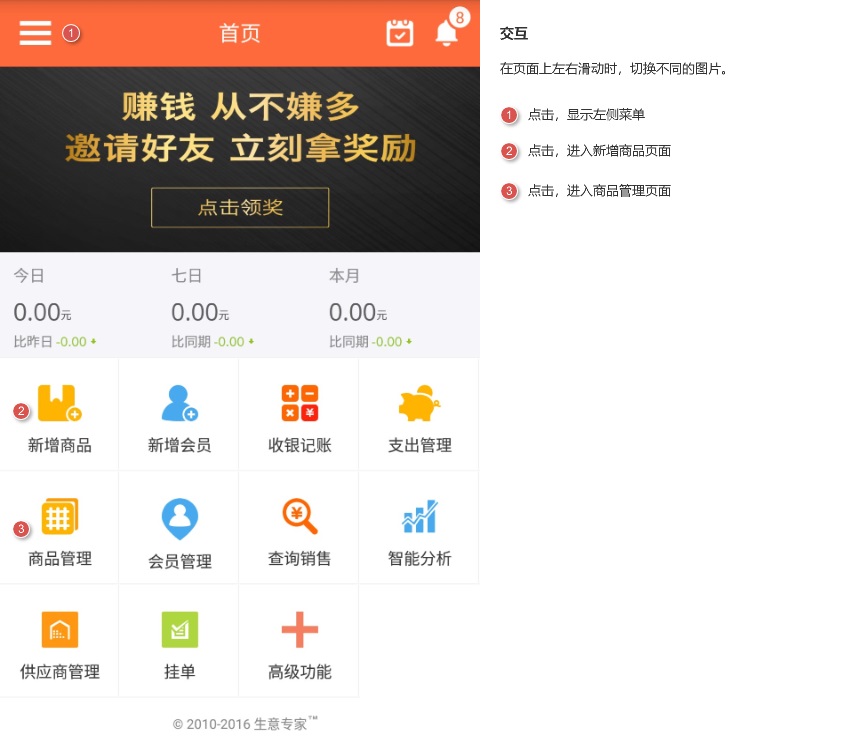 首页
8
1
赚钱 从不嫌多
邀请好友 立刻拿奖励
点击领奖
今日 七日 本月
0.00元 0.00元 0.00元
比昨日 -0.00 比同期 -0.00 比同期 -0.00
2
新增商品 新增会员 收银记账 支出管理
3
商品管理 会员管理 查询销售 智能分析
供应商管理 挂单 高级功能
© 2010-2016 生意专家™
交互
在页面上左右滑动时，切换不同的图片。
1 点击，显示左侧菜单
2 点击，进入新增商品页面
3 点击，进入商品管理页面